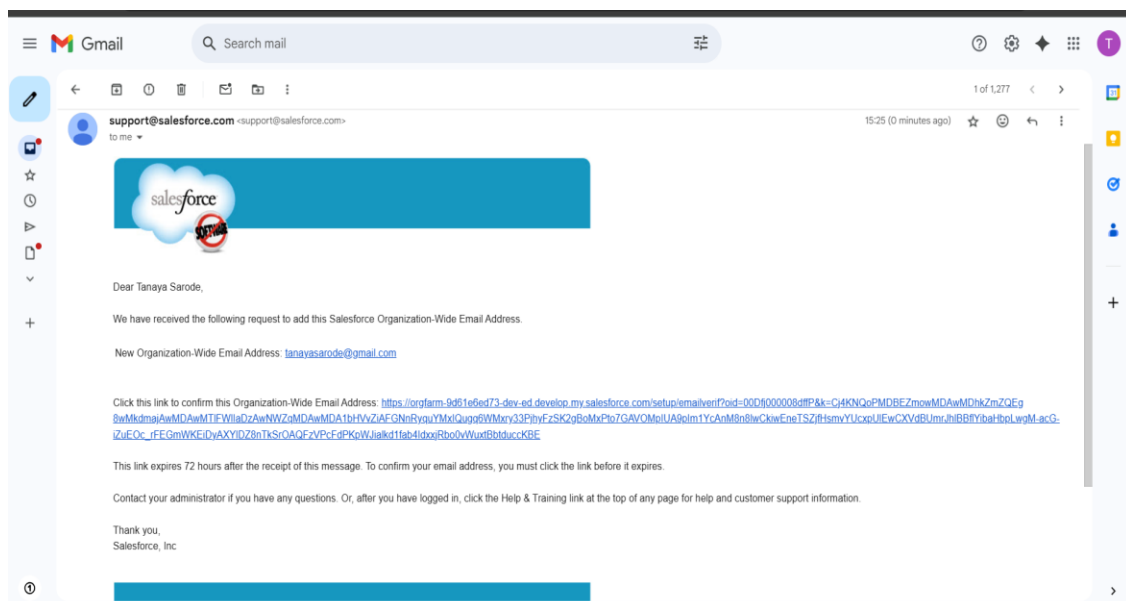 Gmail
Search mail
T
1 of 1,277
31
support@salesforce.com <support@salesforce.com>
15:25 (0 minutes ago)
to me
salesforce
SOFTWARE
Dear Tanaya Sarode,
We have received the following request to add this Salesforce Organization-Wide Email Address.
New Organization-Wide Email Address: tanayasarode@gmail.com
Click this link to confirm this Organization-Wide Email Address: https://orgfarm-9d61e6ed73-dev-ed.develop.my.salesforce.com/setup/emailverif?oid=
This link expires 72 hours after the receipt of this message. To confirm your email address, you must click the link before it expires.
Contact your administrator if you have any questions. Or, after you have logged in, click the Help & Training link at the top of any page for help and customer support information.
Thank you,
Salesforce, Inc